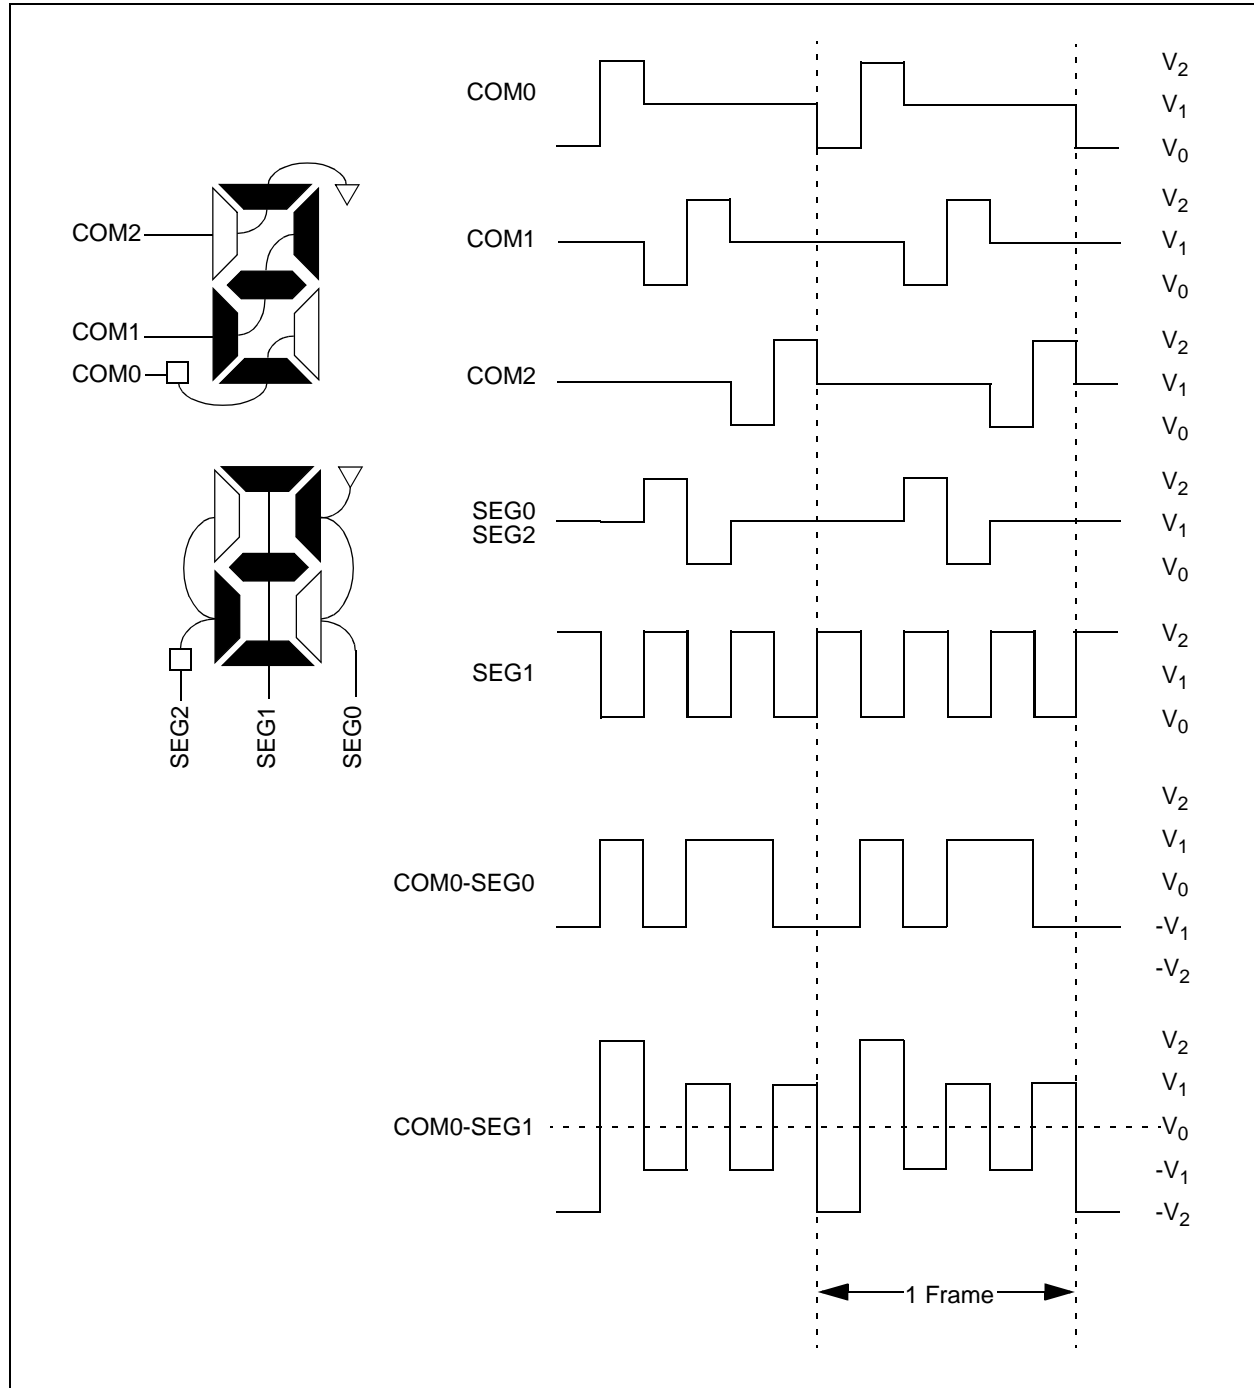 COM0
V2
V1
V0
COM2
COM1
COM0
COM1
V2
V1
V0
COM2
V2
V1
V0
SEG0
SEG2
V2
V1
V0
SEG2
SEG1
SEG0
SEG1
V2
V1
V0
COM0-SEG0
V2
V1
V0
-V1
-V2
COM0-SEG1
V2
V1
V0
-V1
-V2
1 Frame